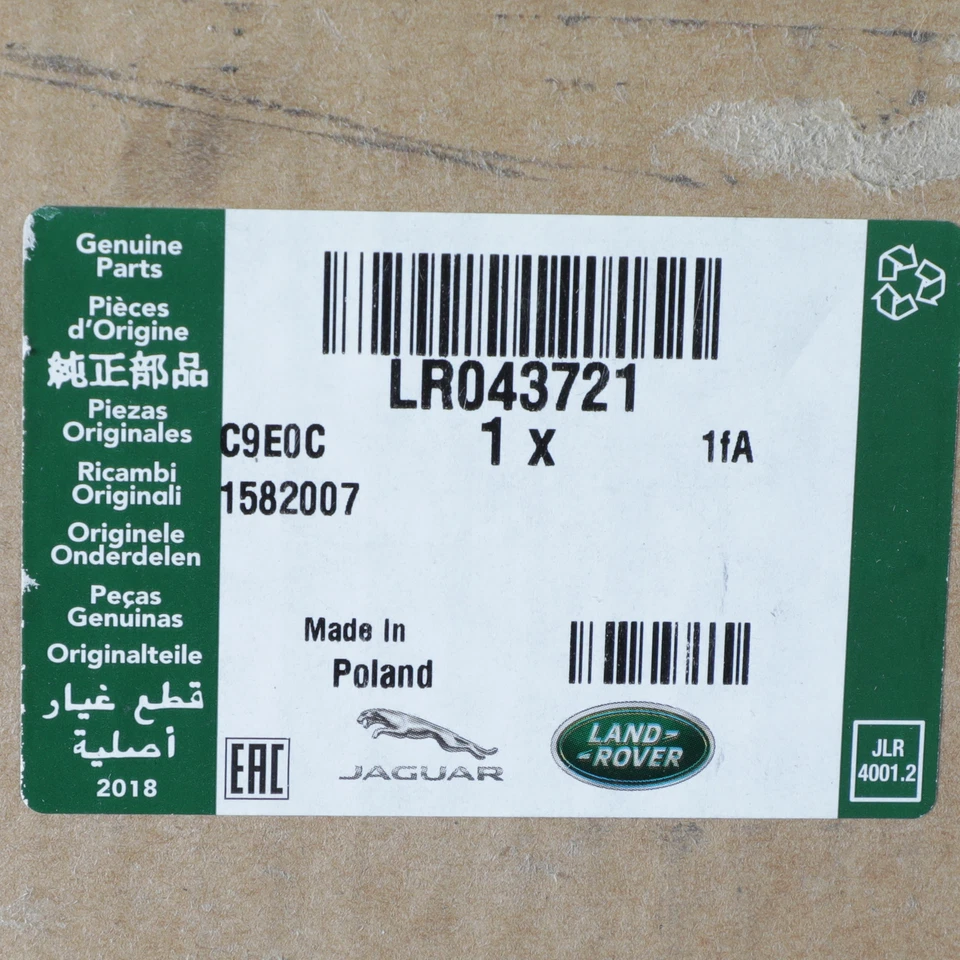 Genuine
Parts
Pièces
d'Origine
純正部品
Piezas
Originales
Ricambi
Originali
Originele
Onderdelen
Peças
Genuinas
Originalteile
قطع غيار
أصلية
2018
LR043721
C9E0C
1 x
1fA
1582007
Made In
Poland
EAC
JAGUAR
LAND-
-ROVER
JLR
4001.2